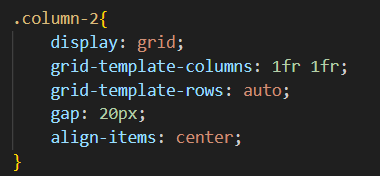 .column-2{
    display: grid;
    grid-template-columns: 1fr 1fr;
    grid-template-rows: auto;
    gap: 20px;
    align-items: center;
}